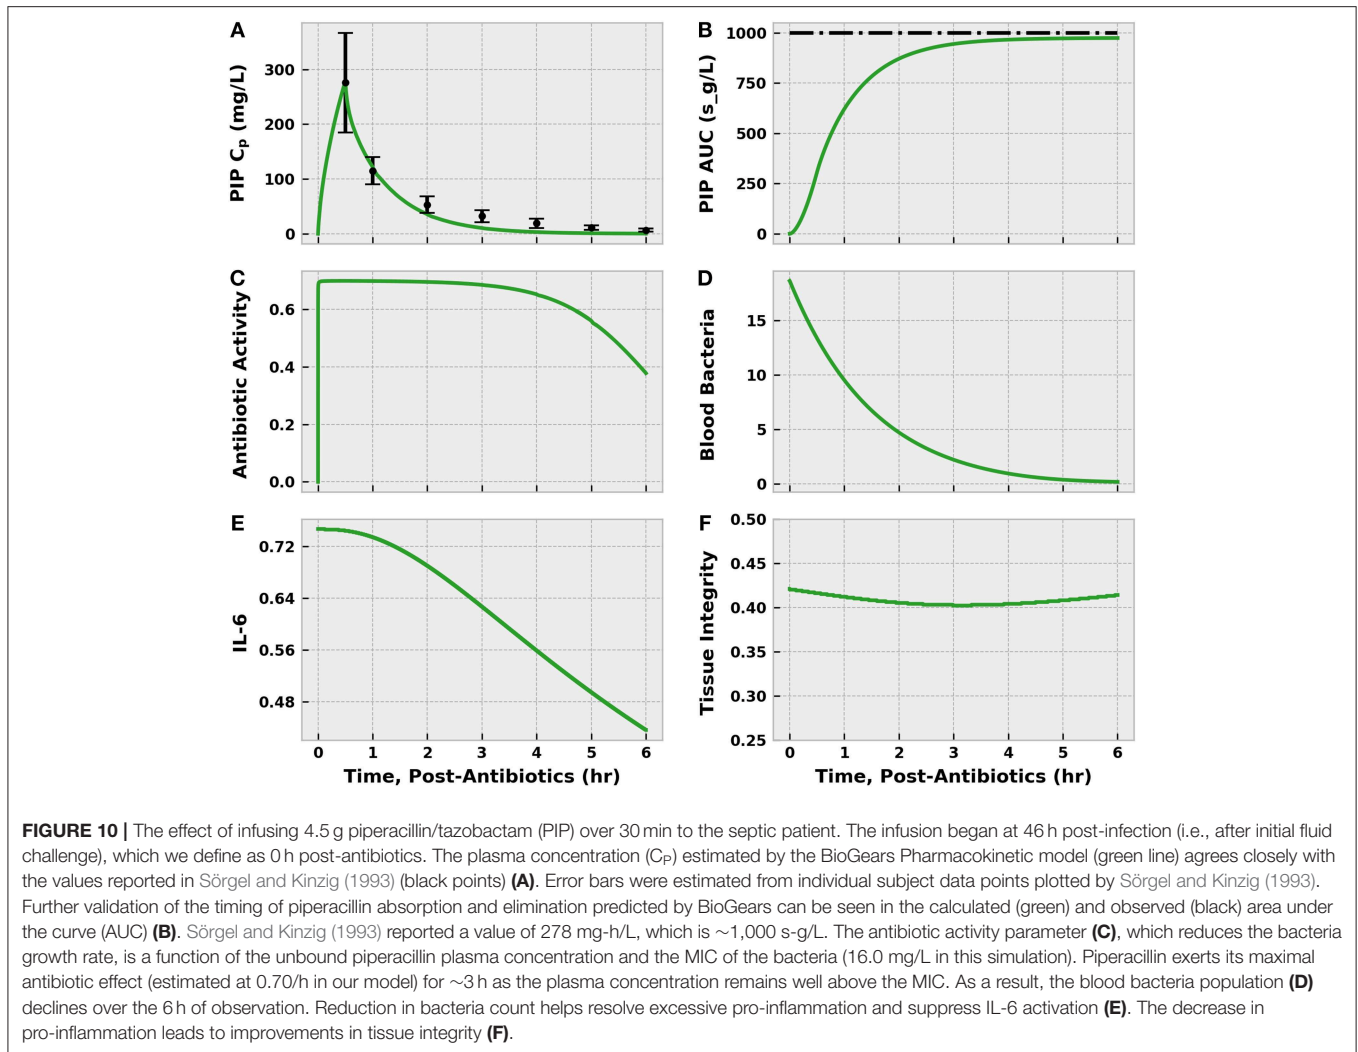 A
PIP Cp (mg/L)
300
200
100
0
B
PIP AUC (s_g/L)
1000
750
500
250
0
C
Antibiotic Activity
0.6
0.4
0.2
0.0
D
Blood Bacteria
15
10
5
0
E
IL-6
0.72
0.64
0.56
0.48
0 1 2 3 4 5 6
Time, Post-Antibiotics (hr)
F
Tissue Integrity
0.50
0.45
0.40
0.35
0.30
0.25
0 1 2 3 4 5 6
Time, Post-Antibiotics (hr)
FIGURE 10 | The effect of infusing 4.5 g piperacillin/tazobactam (PIP) over 30 min to the septic patient. The infusion began at 46 h post-infection (i.e., after initial fluid
challenge), which we define as 0 h post-antibiotics. The plasma concentration (CP) estimated by the BioGears Pharmacokinetic model (green line) agrees closely with
the values reported in Sörgel and Kinzig (1993) (black points) (A). Error bars were estimated from individual subject data points plotted by Sörgel and Kinzig (1993).
Further validation of the timing of piperacillin absorption and elimination predicted by BioGears can be seen in the calculated (green) and observed (black) area under
the curve (AUC) (B). Sörgel and Kinzig (1993) reported a value of 278 mg-h/L, which is ∼1,000 s-g/L. The antibiotic activity parameter (C), which reduces the bacteria
growth rate, is a function of the unbound piperacillin plasma concentration and the MIC of the bacteria (16.0 mg/L in this simulation). Piperacillin exerts its maximal
antibiotic effect (estimated at 0.70/h in our model) for ∼3 h as the plasma concentration remains well above the MIC. As a result, the blood bacteria population (D)
declines over the 6 h of observation. Reduction in bacteria count helps resolve excessive pro-inflammation and suppress IL-6 activation (E). The decrease in
pro-inflammation leads to improvements in tissue integrity (F).